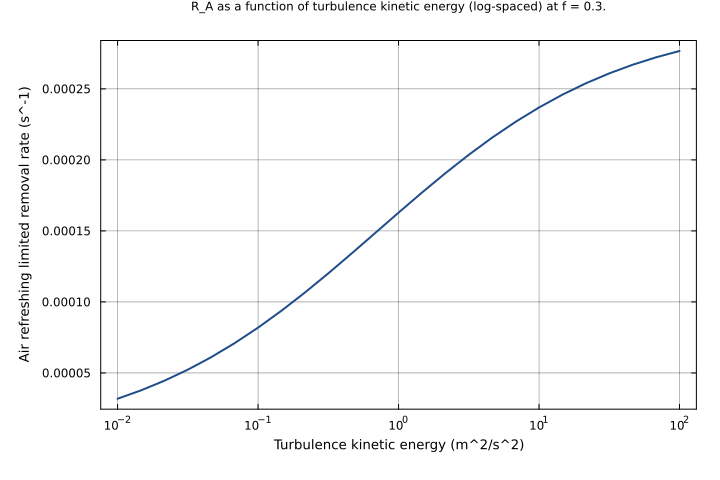 R_A as a function of turbulence kinetic energy (log-spaced) at f = 0.3.
Air refreshing limited removal rate (s^-1)
0.00025
0.00020
0.00015
0.00010
0.00005
10^−2 10^−1 10^0 10^1 10^2
Turbulence kinetic energy (m^2/s^2)